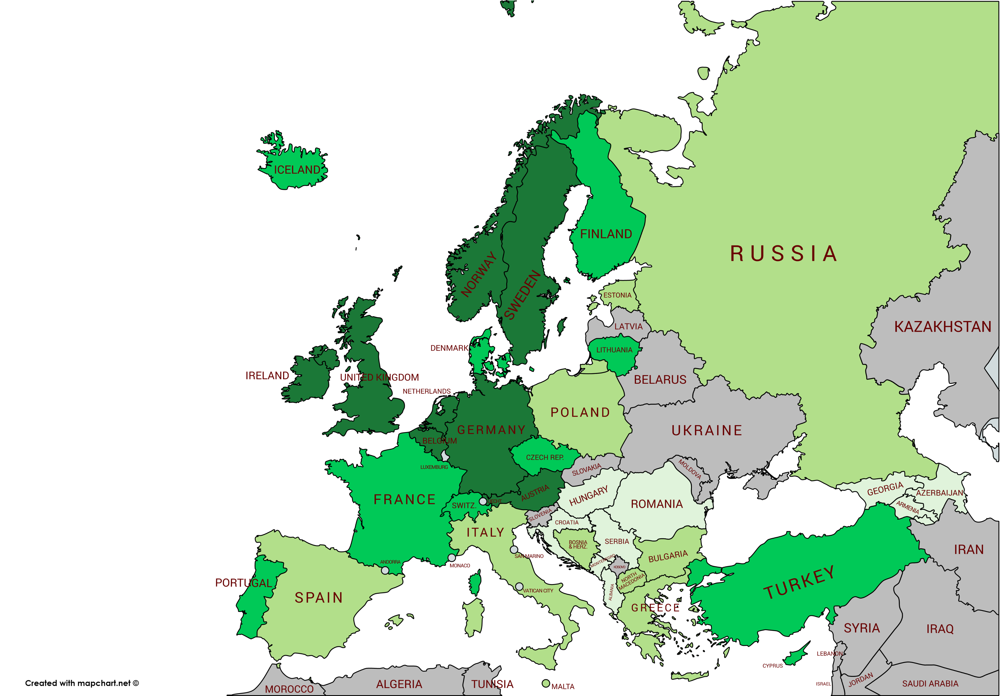 ICELAND
FINLAND
RUSSIA
NORWAY
SWEDEN
ESTONIA
LATVIA
KAZAKHSTAN
DENMARK
LITHUANIA
IRELAND
UNITED KINGDOM
BELARUS
NETHERLANDS
POLAND
GERMANY
UKRAINE
BELGIUM
CZECH REP.
LUXEMBURG
SLOVAKIA
MOLDOVA
FRANCE
SWITZ.
LIECHT
AUSTRIA
HUNGARY
ROMANIA
GEORGIA
AZERBAIJAN
ARMENIA
SLOVENIA
CROATIA
ITALY
BOSNIA
& HERZ.
SERBIA
IRAN
SAN MARINO
MONTENEGRO
BULGARIA
ANDORRA
MONACO
KOSOVO
PORTUGAL
NORTH
MACEDONIA
TURKEY
SPAIN
VATICAN CITY
ALBANIA
GREECE
SYRIA
IRAQ
LEBANON
CYPRUS
Created with mapchart.net ©
MOROCCO
ALGERIA
TUNISIA
MALTA
ISRAEL
JORDAN
SAUDI ARABIA